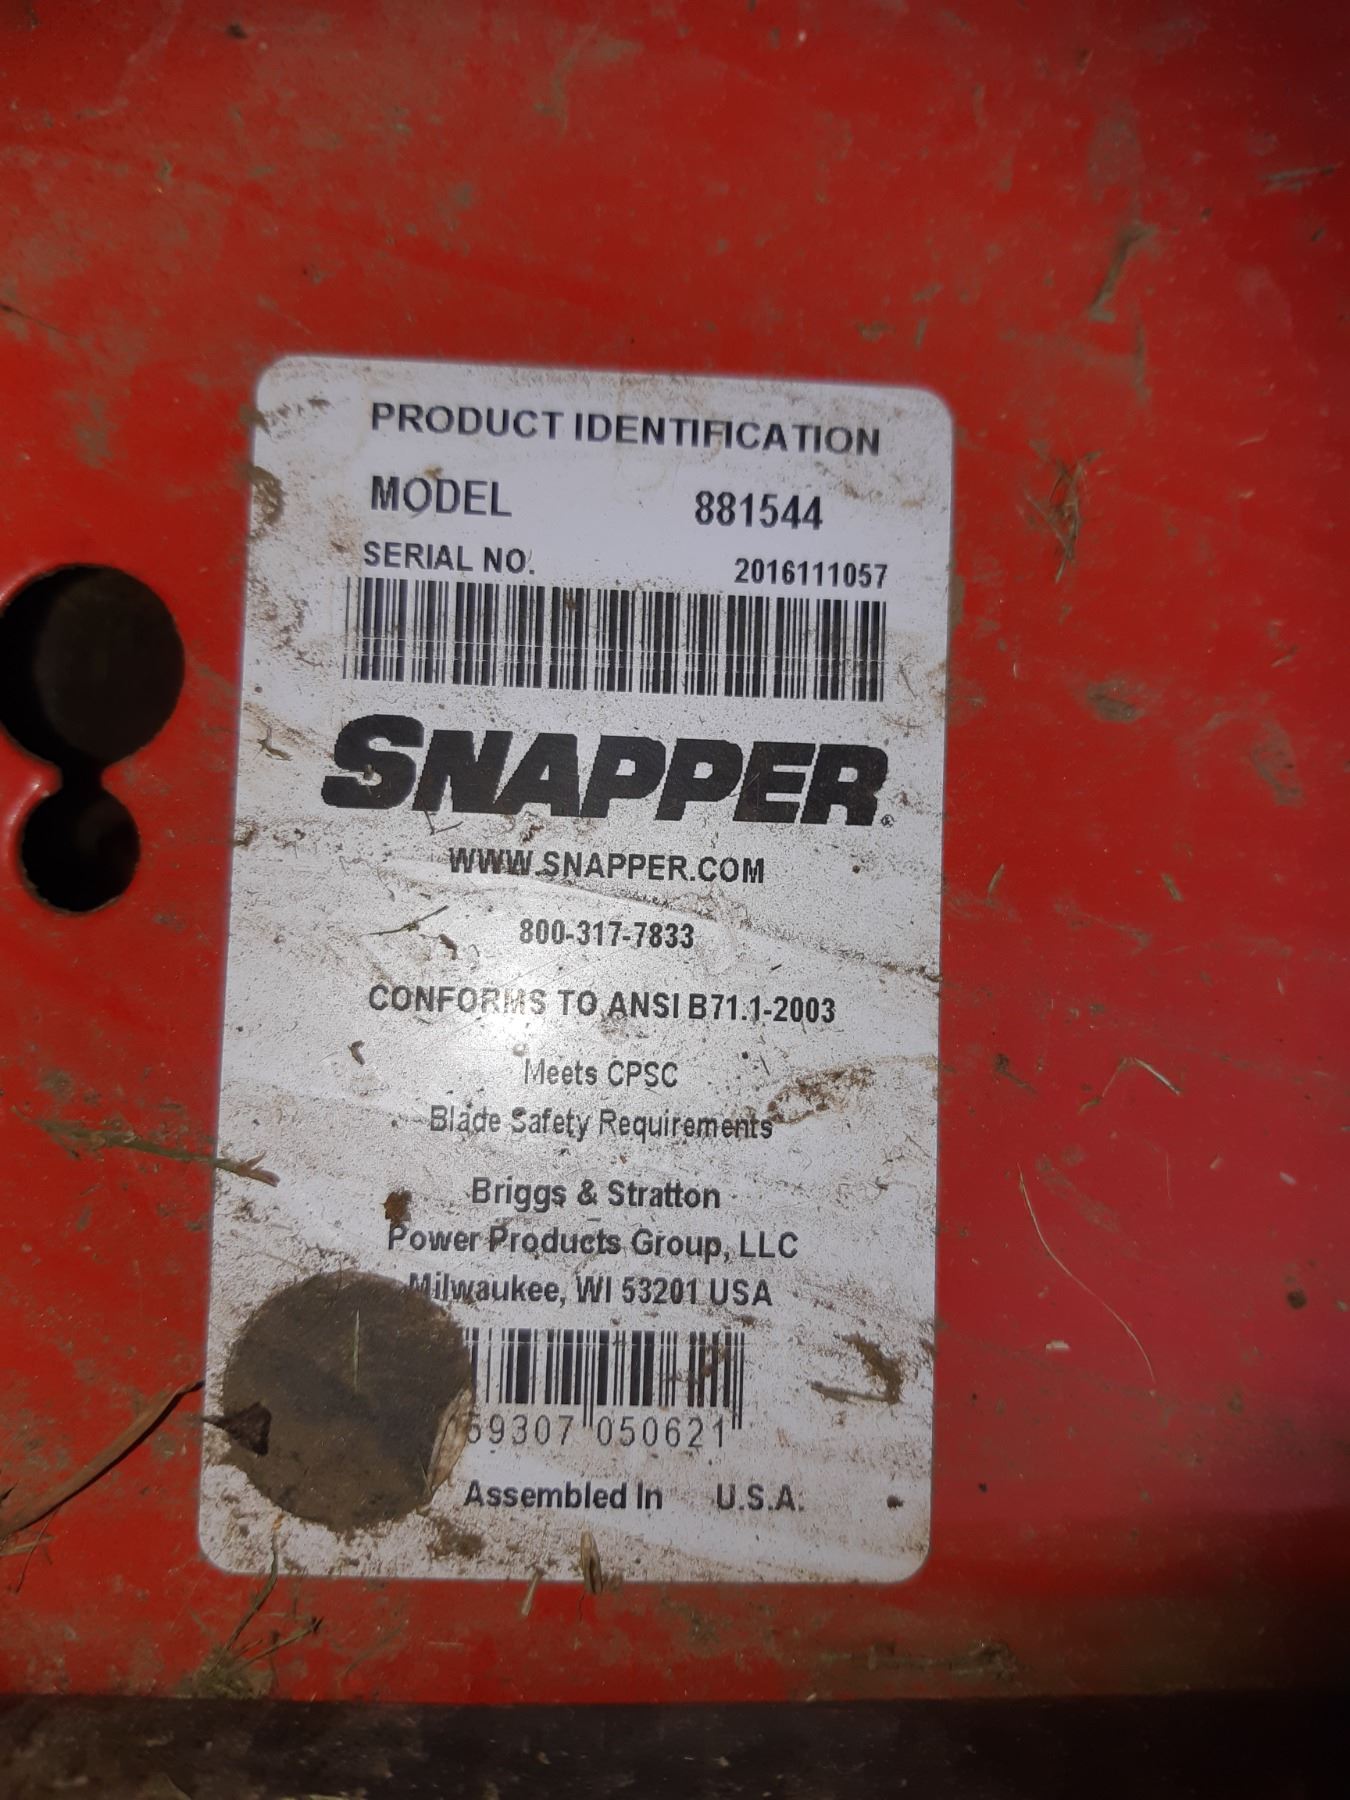 PRODUCT IDENTIFICATION
MODEL 881544
SERIAL NO. 2016111057
SNAPPER®
WWW.SNAPPER.COM
800-317-7833
CONFORMS TO ANSI B71.1-2003
Meets CPSC
Blade Safety Requirements
Briggs & Stratton
Power Products Group, LLC
Milwaukee, WI 53201 USA
59307 050621
Assembled In U.S.A.